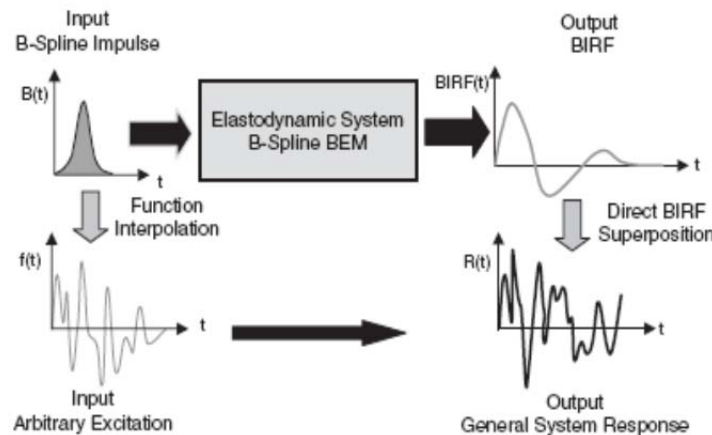 Input
B-Spline Impulse
Output
BIRF
B(t)
t
Elastodynamic System
B-Spline BEM
BIRF(t)
t
Function
Interpolation
Direct BIRF
Superposition
f(t)
t
R(t)
t
Input
Arbitrary Excitation
Output
General System Response